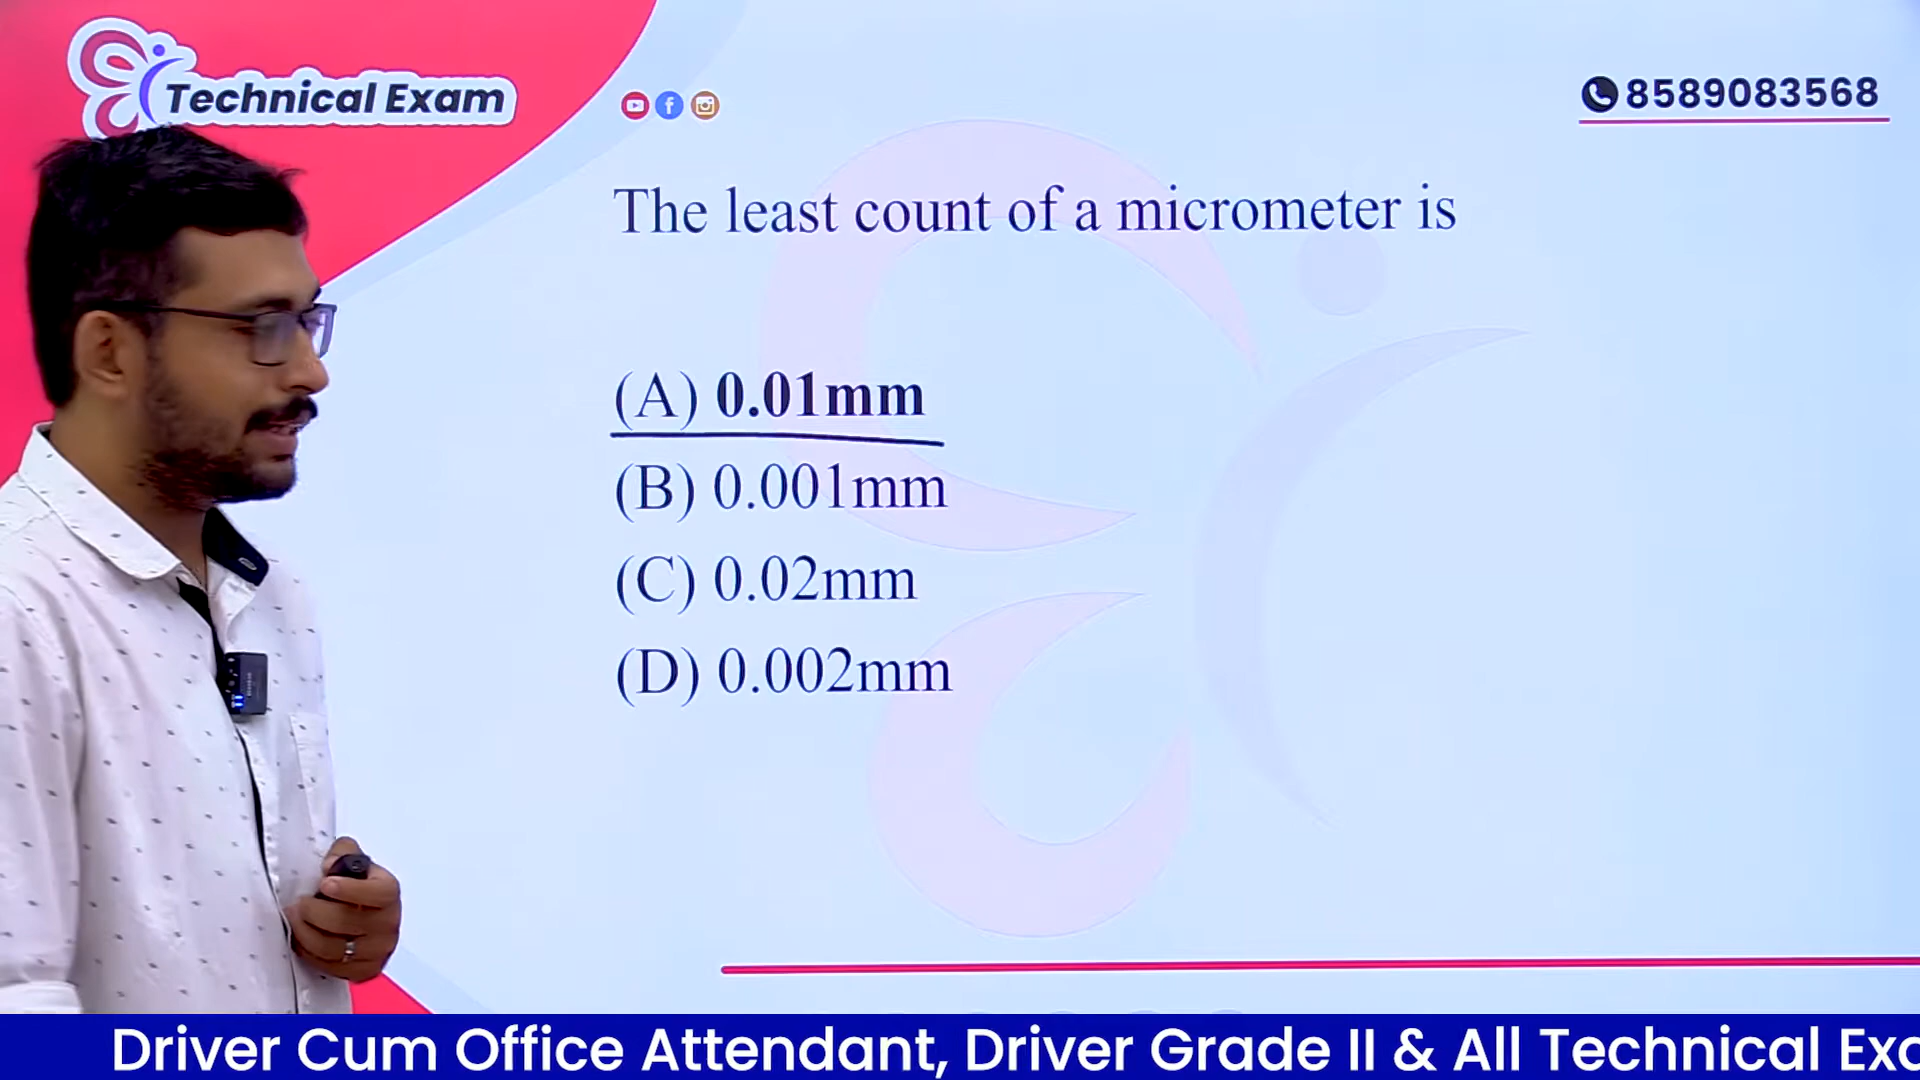 Technical Exam
8589083568
The least count of a micrometer is
(A) 0.01mm
(B) 0.001mm
(C) 0.02mm
(D) 0.002mm
Driver Cum Office Attendant, Driver Grade II & All Technical Exa